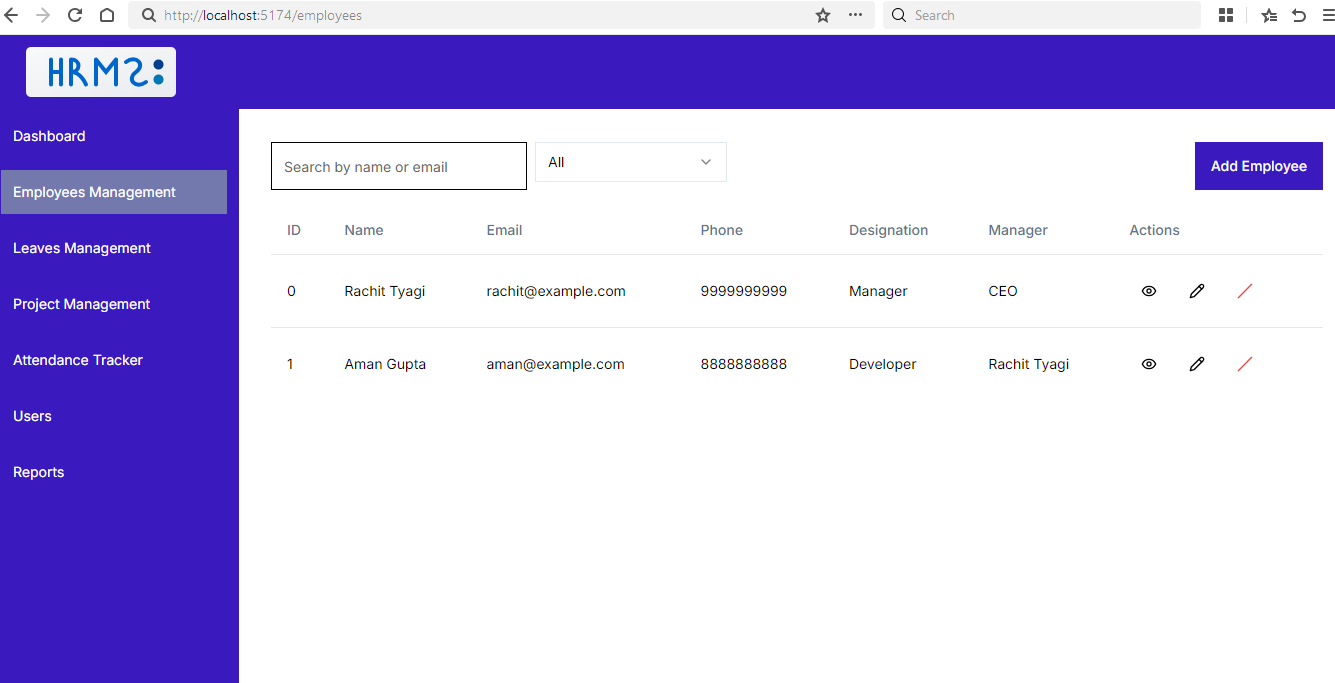 http://localhost:5174/employees
Search
HRMS
Dashboard
Employees Management
Leaves Management
Project Management
Attendance Tracker
Users
Reports
Search by name or email
All
Add Employee
ID Name Email Phone Designation Manager Actions
0 Rachit Tyagi rachit@example.com 9999999999 Manager CEO
1 Aman Gupta aman@example.com 8888888888 Developer Rachit Tyagi